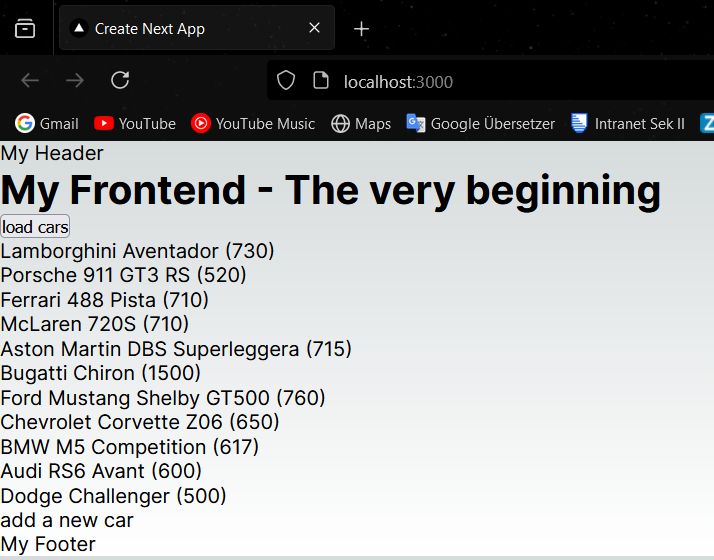 Create Next App
localhost:3000
Gmail YouTube YouTube Music Maps Google Übersetzer Intranet Sek II
My Header
My Frontend - The very beginning
load cars
Lamborghini Aventador (730)
Porsche 911 GT3 RS (520)
Ferrari 488 Pista (710)
McLaren 720S (710)
Aston Martin DBS Superleggera (715)
Bugatti Chiron (1500)
Ford Mustang Shelby GT500 (760)
Chevrolet Corvette Z06 (650)
BMW M5 Competition (617)
Audi RS6 Avant (600)
Dodge Challenger (500)
add a new car
My Footer